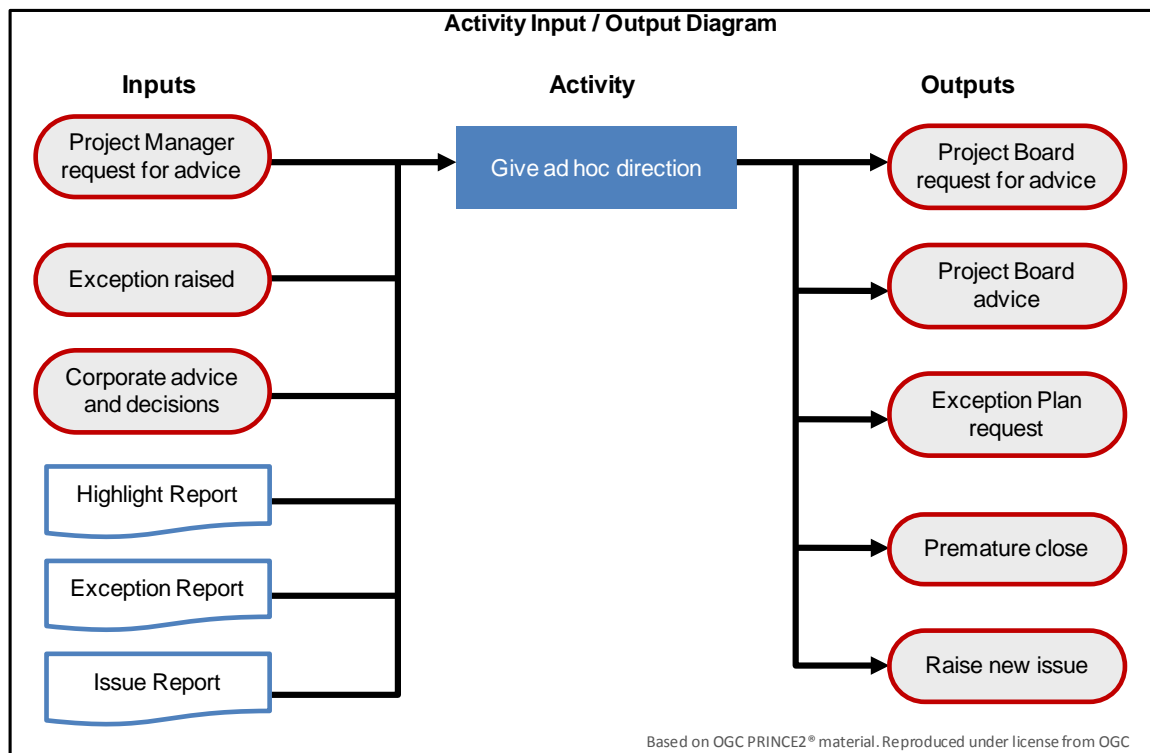 Activity Input / Output Diagram
Inputs
Activity
Outputs
Project Manager
request for advice
Exception raised
Corporate advice
and decisions
Highlight Report
Exception Report
Issue Report
Give ad hoc direction
Project Board
request for advice
Project Board
advice
Exception Plan
request
Premature close
Raise new issue
Based on OGC PRINCE2® material. Reproduced under license from OGC